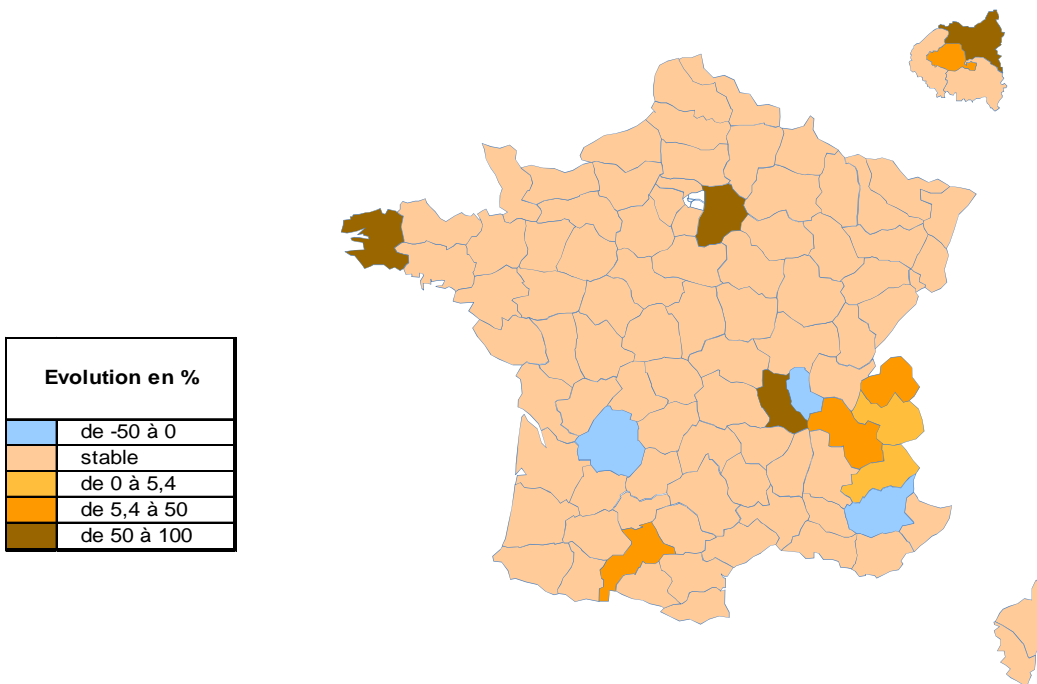 Evolution en %
de -50 à 0
stable
de 0 à 5,4
de 5,4 à 50
de 50 à 100